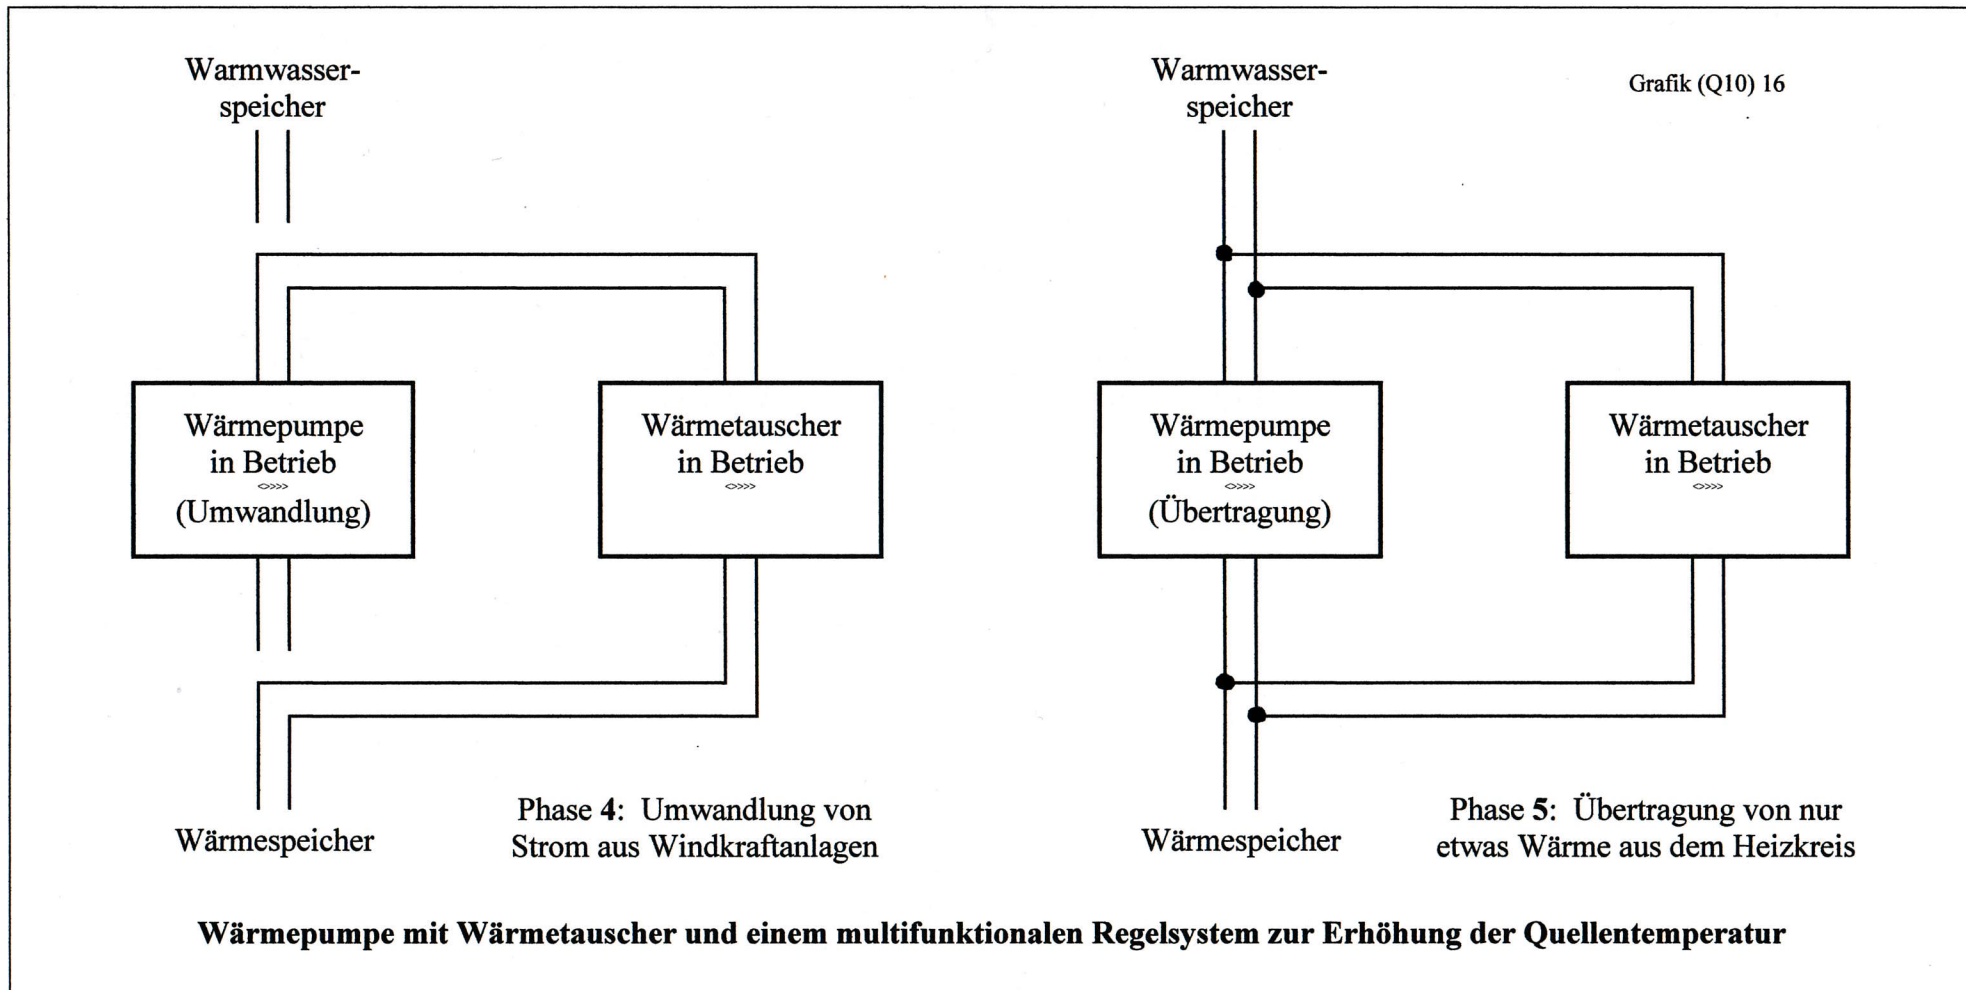 Warmwasser-
speicher
Wärmepumpe
in Betrieb
<>>>>
(Umwandlung)
Wärmetauscher
in Betrieb
<>>>>
Wärmespeicher
Phase 4: Umwandlung von
Strom aus Windkraftanlagen
Grafik (Q10) 16
Warmwasser-
speicher
Wärmepumpe
in Betrieb
<>>>>
(Übertragung)
Wärmetauscher
in Betrieb
<>>>>
Wärmespeicher
Phase 5: Übertragung von nur
etwas Wärme aus dem Heizkreis
Wärmepumpe mit Wärmetauscher und einem multifunktionalen Regelsystem zur Erhöhung der Quellentemperatur